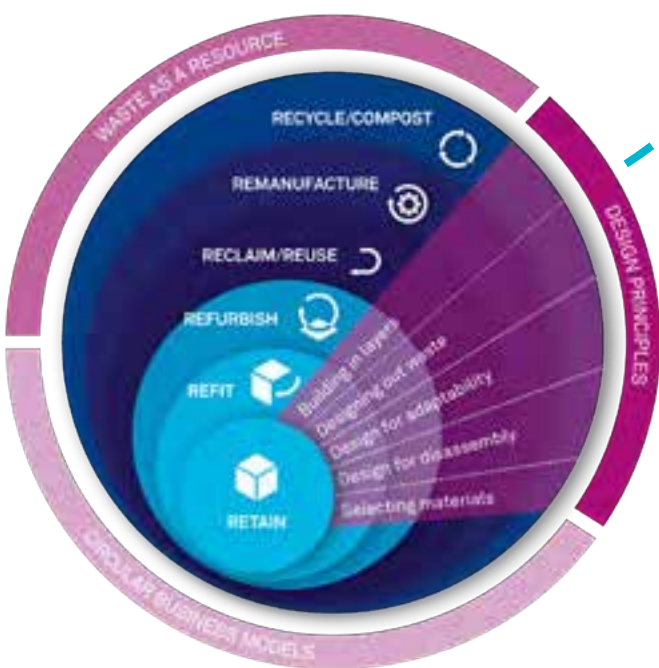 WASTE AS A RESOURCE
DESIGN PRINCIPLES
CIRCULAR BUSINESS MODELS
RECYCLE/COMPOST
REMANUFACTURE
RECLAIM/REUSE
REFURBISH
REFIT
RETAIN
Building in layers
Designing out waste
Design for adaptability
Design for disassembly
Selecting materials